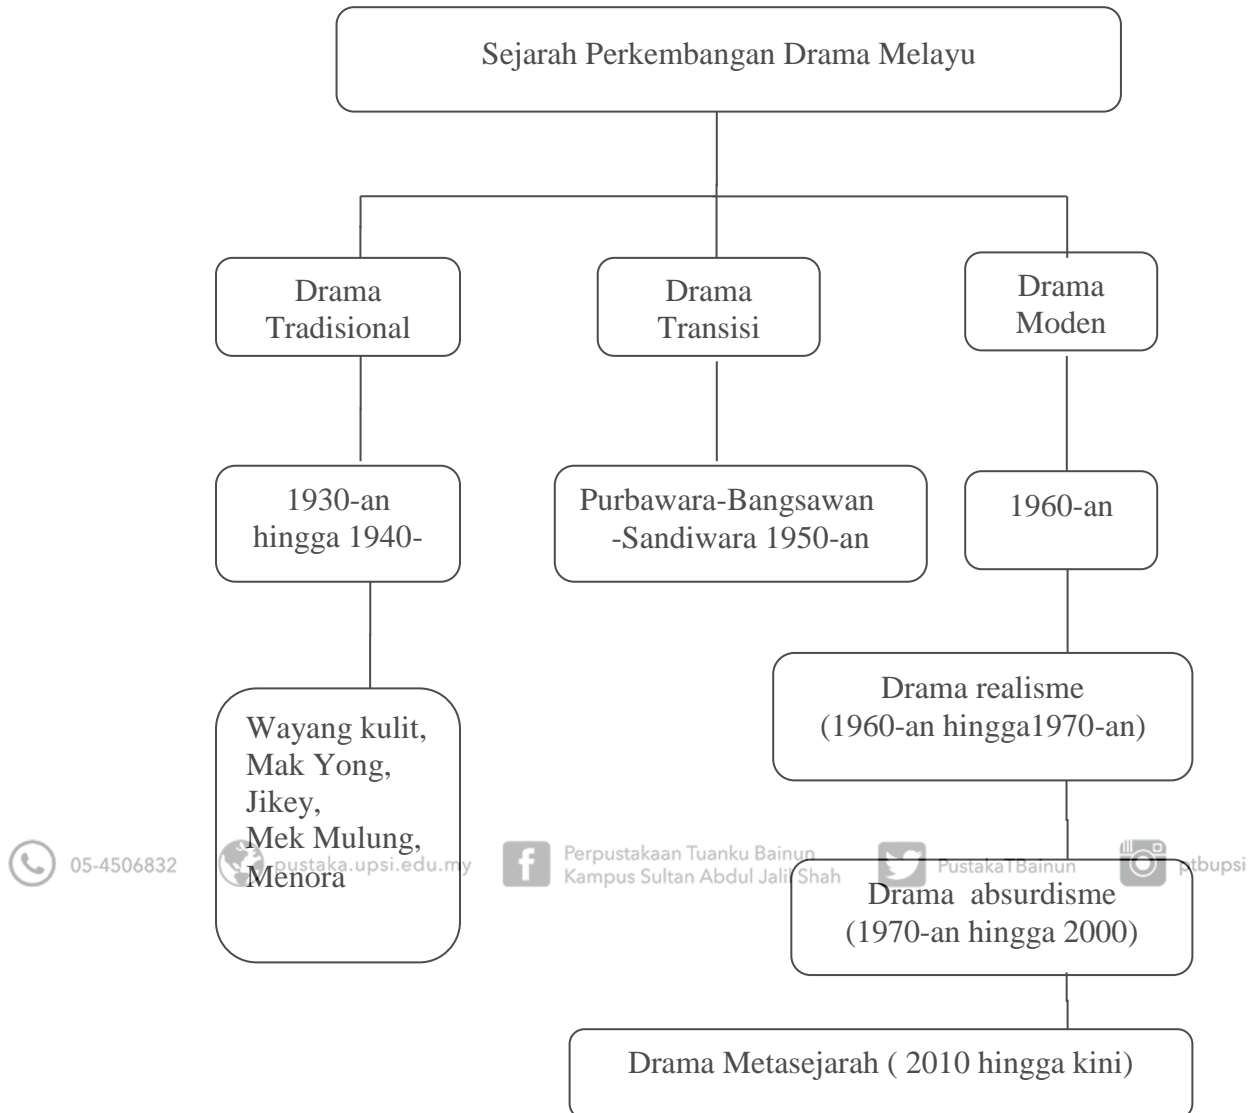 Sejarah Perkembangan Drama Melayu
Drama
Tradisional
Drama
Transisi
Drama
Moden
1930-an
hingga 1940-
Purbawara-Bangsawan
-Sandiwara 1950-an
1960-an
Drama realisme
(1960-an hingga1970-an)
Wayang kulit,
Mak Yong,
Jikey,
Mek Mulung,
Menora
05-4506832
pustaka.upsi.edu.my
Perpustakaan Tuanku Bainun
Kampus Sultan Abdul Jalil Shah
PustakaTBainun
ptbupsi
Drama absurdisme
(1970-an hingga 2000)
Drama Metasejarah ( 2010 hingga kini)